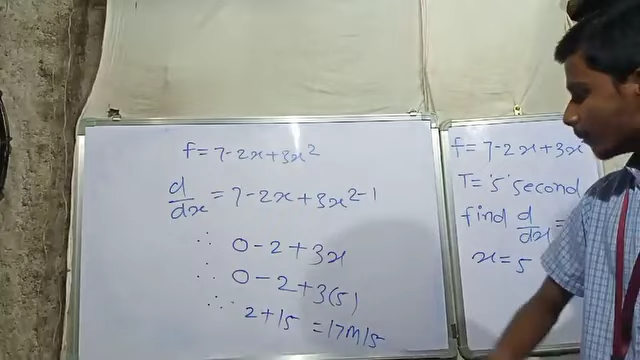 f = 7-2x+3x²
d/dx = 7-2x+3x²-1
∴ 0-2+3x
∴ 0-2+3(5)
∴ 2+15 = 17m/s
f = 7-2x+3x
T = '5' second
find d/dx =
x = 5